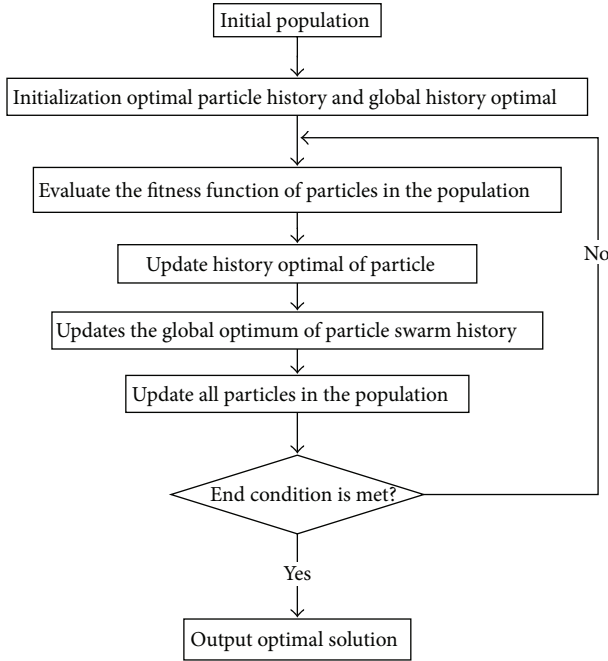 Initial population
Initialization optimal particle history and global history optimal
Evaluate the fitness function of particles in the population
No
Update history optimal of particle
Updates the global optimum of particle swarm history
Update all particles in the population
End condition is met?
Yes
Output optimal solution